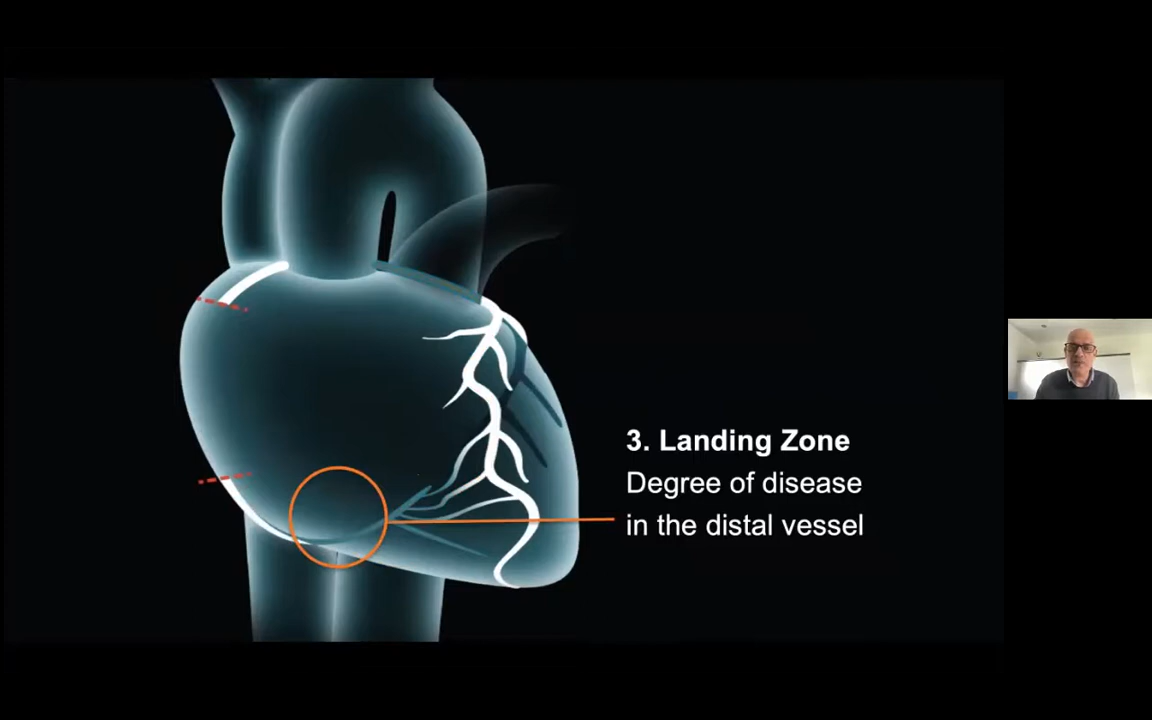 3. Landing Zone
Degree of disease
in the distal vessel